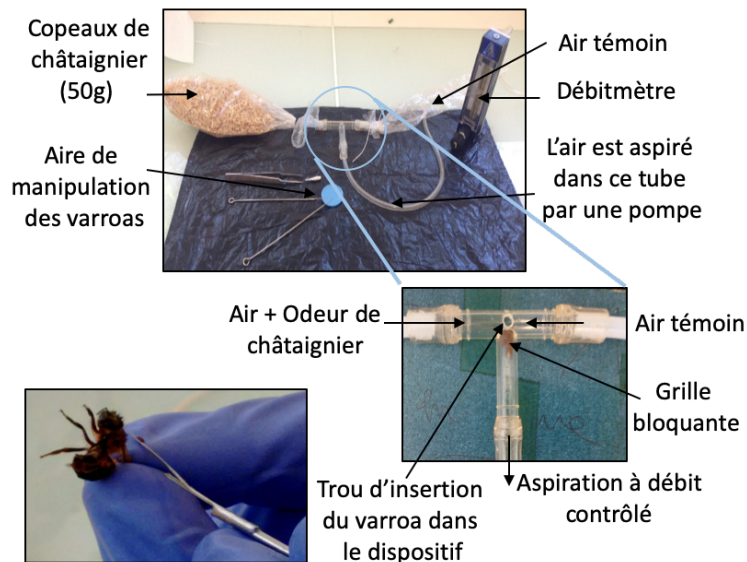 Copeaux de
châtaignier
(50g)
Air témoin
Débitmètre
Aire de
manipulation
des varroas
L'air est aspiré
dans ce tube
par une pompe
Air + Odeur de
châtaignier
Air témoin
Grille
bloquante
Trou d'insertion
du varroa dans
le dispositif
Aspiration à débit
contrôlé